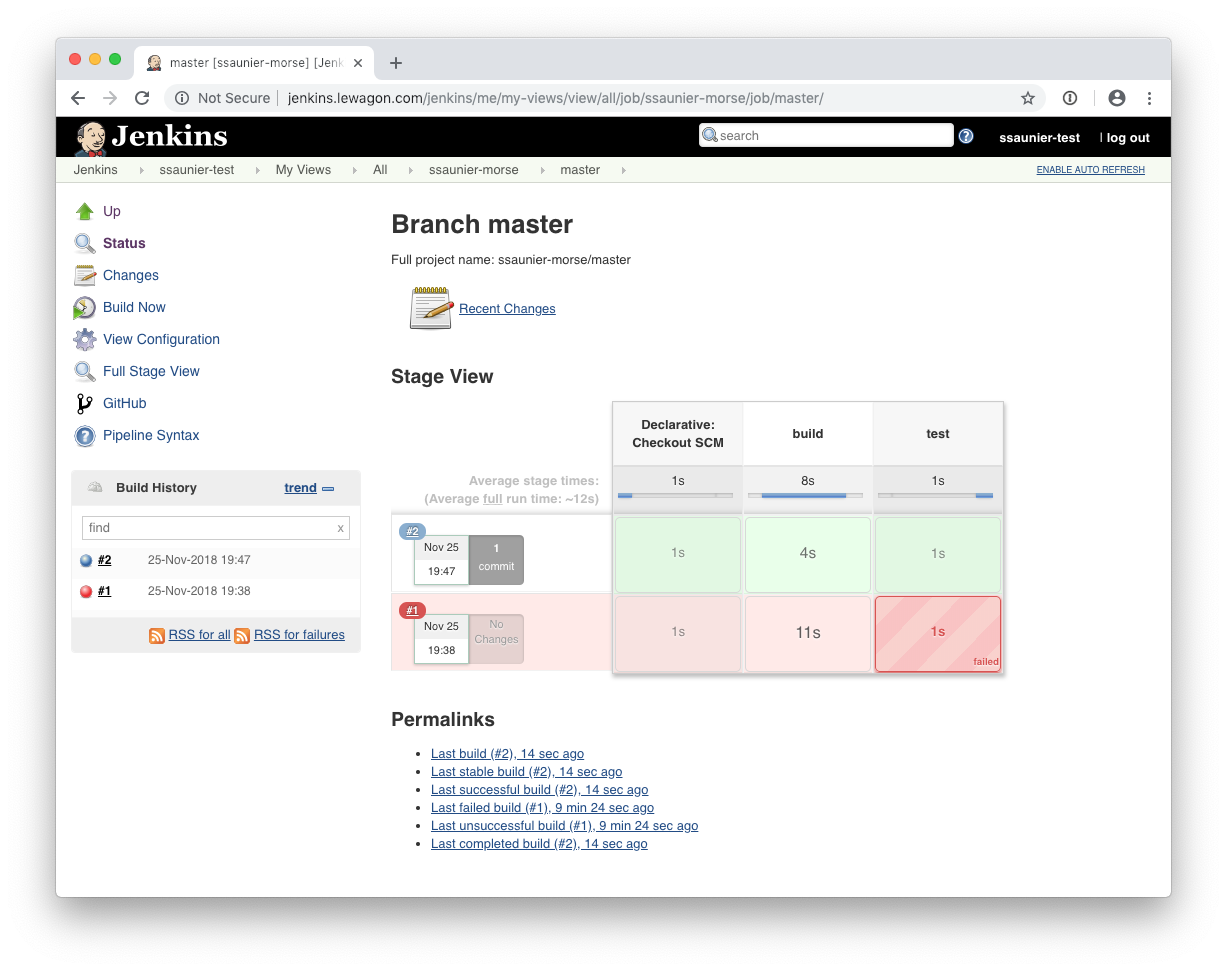 master [ssaunier-morse] [Jenk
Not Secure | jenkins.lewagon.com/jenkins/me/my-views/view/all/job/ssaunier-morse/job/master/
Jenkins
search
ssaunier-test | log out
Jenkins ssaunier-test My Views All ssaunier-morse master
ENABLE AUTO REFRESH
Up
Status
Changes
Build Now
View Configuration
Full Stage View
GitHub
Pipeline Syntax
Build History trend
find x
#2 25-Nov-2018 19:47
#1 25-Nov-2018 19:38
RSS for all RSS for failures
Branch master
Full project name: ssaunier-morse/master
Recent Changes
Stage View
Declarative:
Checkout SCM
build
test
Average stage times:
(Average full run time: ~12s)
1s 8s 1s
#2
Nov 25
19:47
1
commit
1s 4s 1s
#1
Nov 25
19:38
No
Changes
1s 11s 1s
failed
Permalinks
• Last build (#2), 14 sec ago
• Last stable build (#2), 14 sec ago
• Last successful build (#2), 14 sec ago
• Last failed build (#1), 9 min 24 sec ago
• Last unsuccessful build (#1), 9 min 24 sec ago
• Last completed build (#2), 14 sec ago